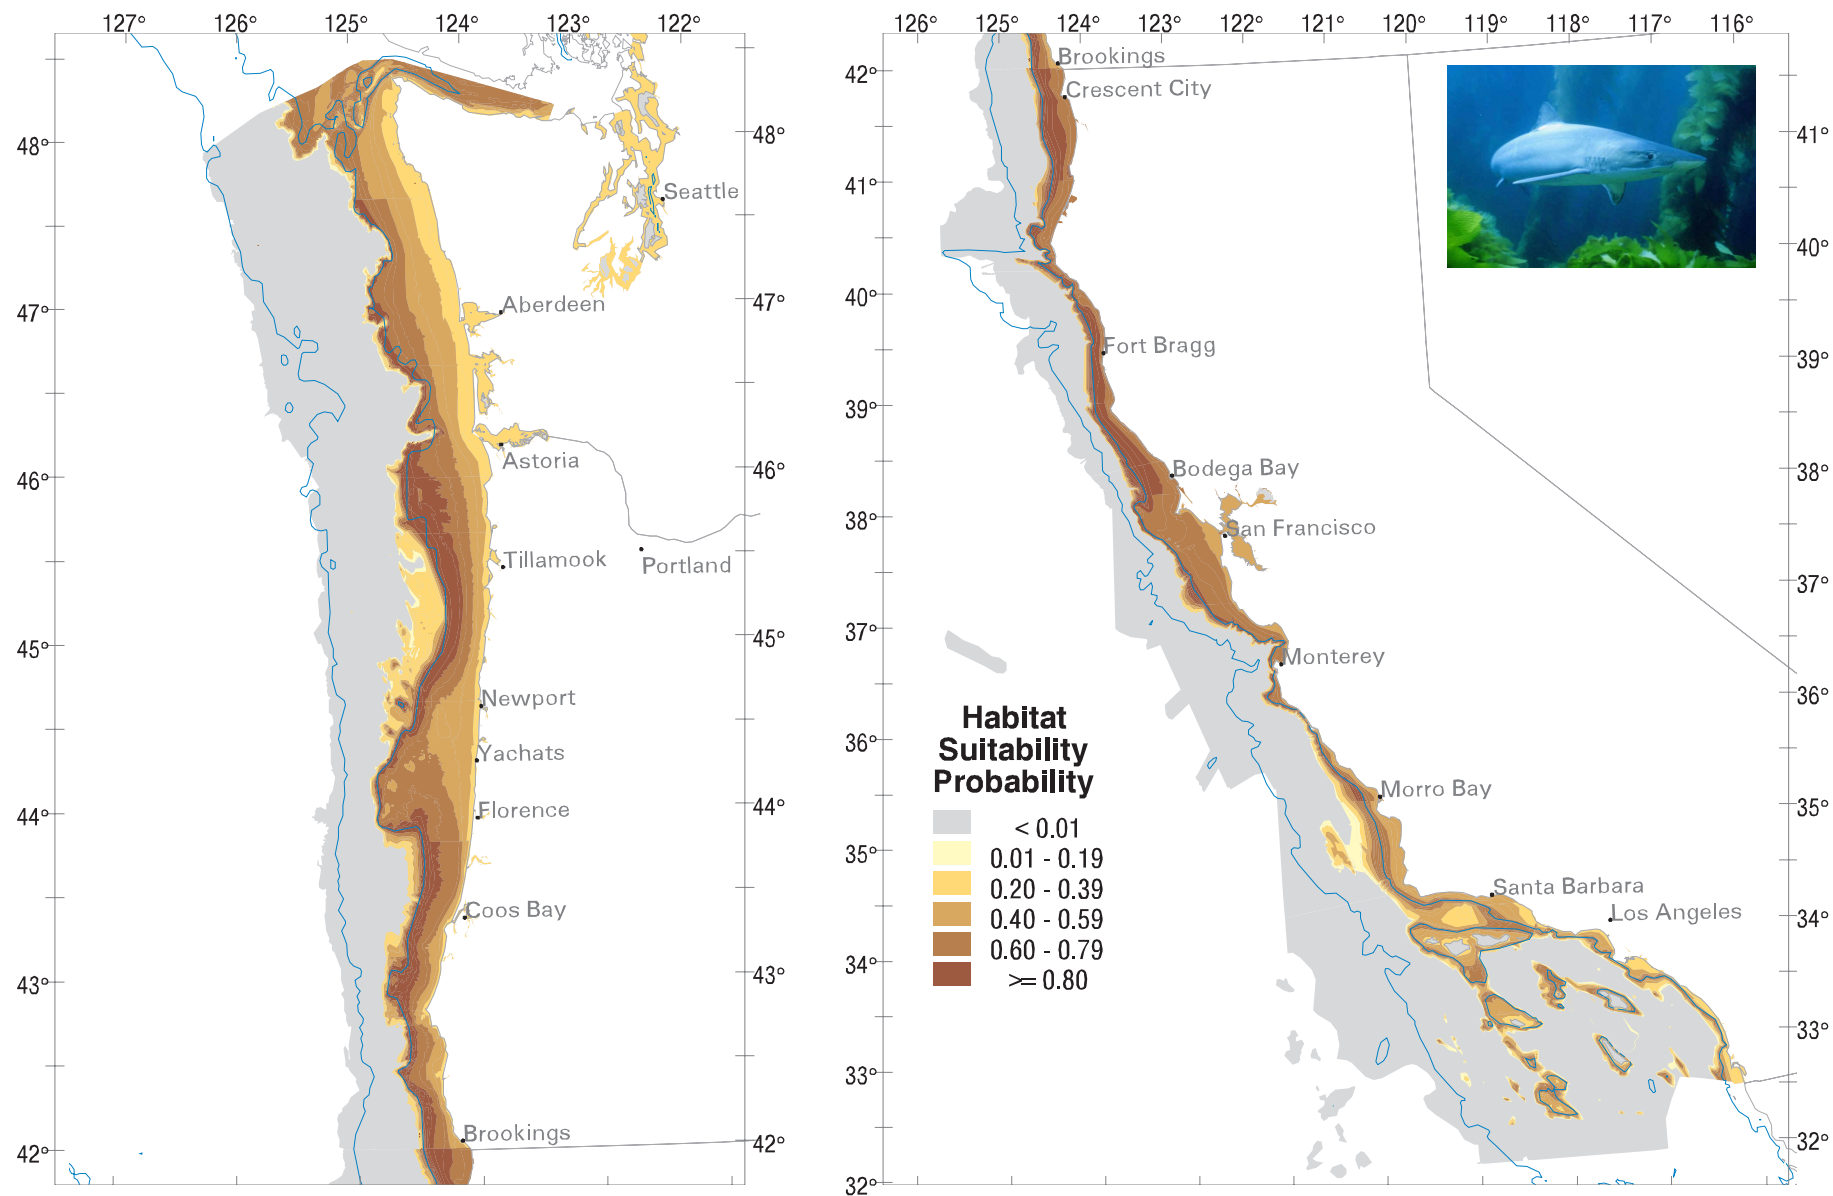 127° 126° 125° 124° 123° 122°
48°
47°
46°
45°
44°
43°
42°
48°
47°
46°
45°
44°
43°
42°
Seattle
Aberdeen
Astoria
Tillamook
Portland
Newport
Yachats
Florence
Coos Bay
Brookings
126° 125° 124° 123° 122° 121° 120° 119° 118° 117° 116°
42°
41°
40°
39°
38°
37°
36°
35°
34°
33°
32°
41°
40°
39°
38°
37°
36°
35°
34°
33°
32°
Brookings
Crescent City
Fort Bragg
Bodega Bay
San Francisco
Monterey
Morro Bay
Santa Barbara
Los Angeles
Habitat
Suitability
Probability
< 0.01
0.01 - 0.19
0.20 - 0.39
0.40 - 0.59
0.60 - 0.79
>= 0.80